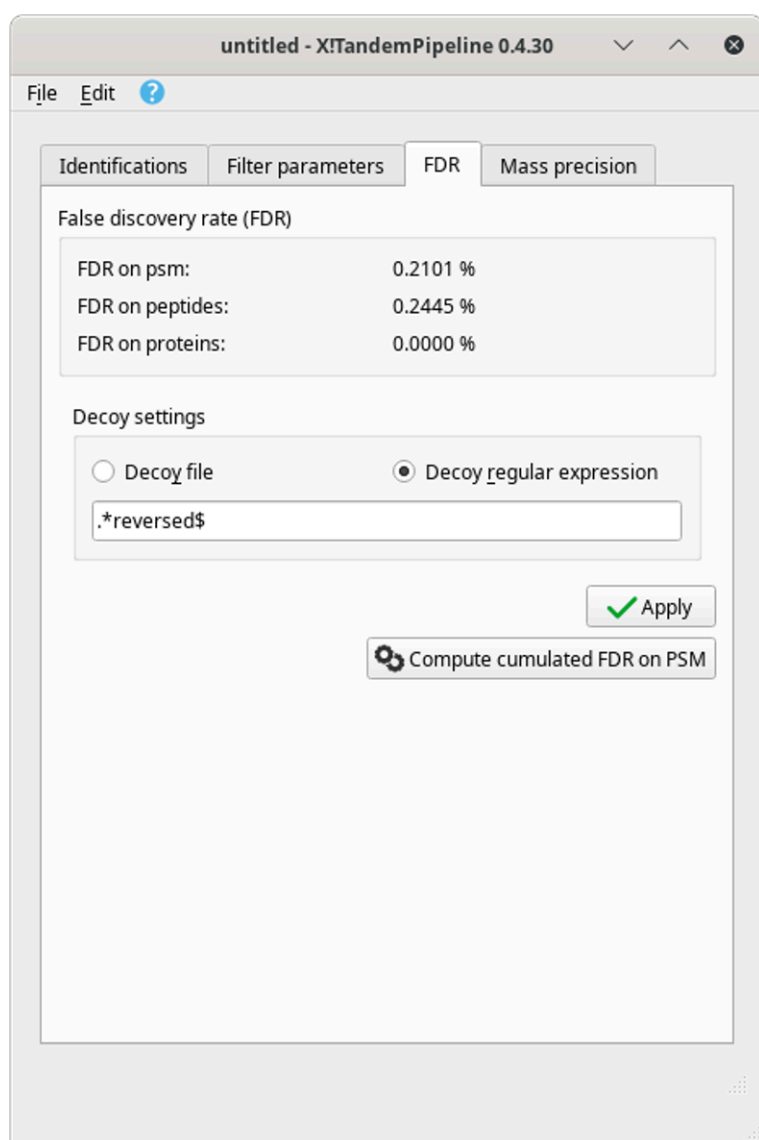 untitled - X!TandemPipeline 0.4.30
File Edit ?
Identifications Filter parameters FDR Mass precision
False discovery rate (FDR)
FDR on psm: 0.2101 %
FDR on peptides: 0.2445 %
FDR on proteins: 0.0000 %
Decoy settings
Decoy file Decoy regular expression
.*reversed$
Apply
Compute cumulated FDR on PSM